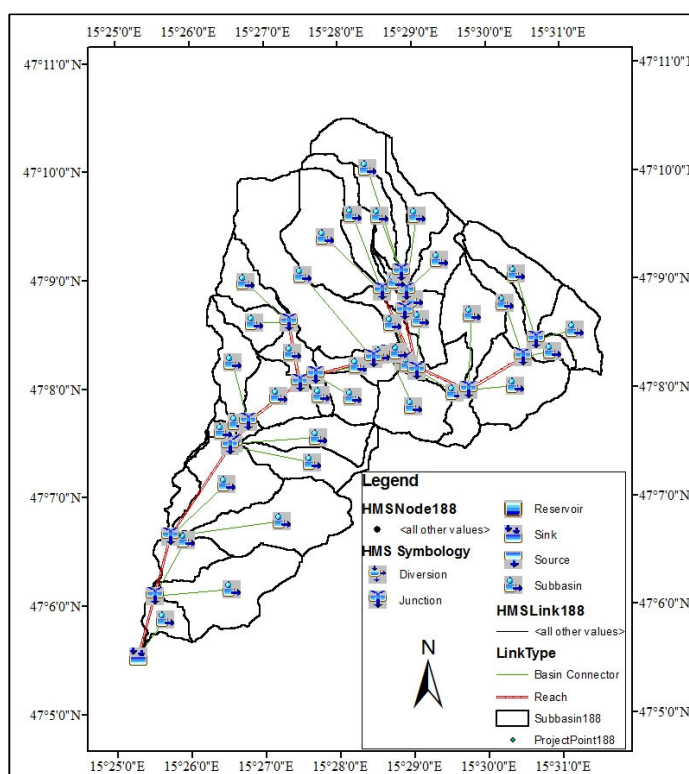 15°25'0"E 15°26'0"E 15°27'0"E 15°28'0"E 15°29'0"E 15°30'0"E 15°31'0"E
47°11'0"N 47°11'0"N
47°10'0"N 47°10'0"N
47°9'0"N 47°9'0"N
47°8'0"N 47°8'0"N
47°7'0"N 47°7'0"N
47°6'0"N 47°6'0"N
47°5'0"N 47°5'0"N
Legend
HMSNode188
<all other values>
HMS Symbology
Diversion
Junction
Reservoir
Sink
Source
Subbasin
HMSLink188
<all other values>
LinkType
Basin Connector
Reach
Subbasin188
ProjectPoint188
N
15°25'0"E 15°26'0"E 15°27'0"E 15°28'0"E 15°29'0"E 15°30'0"E 15°31'0"E